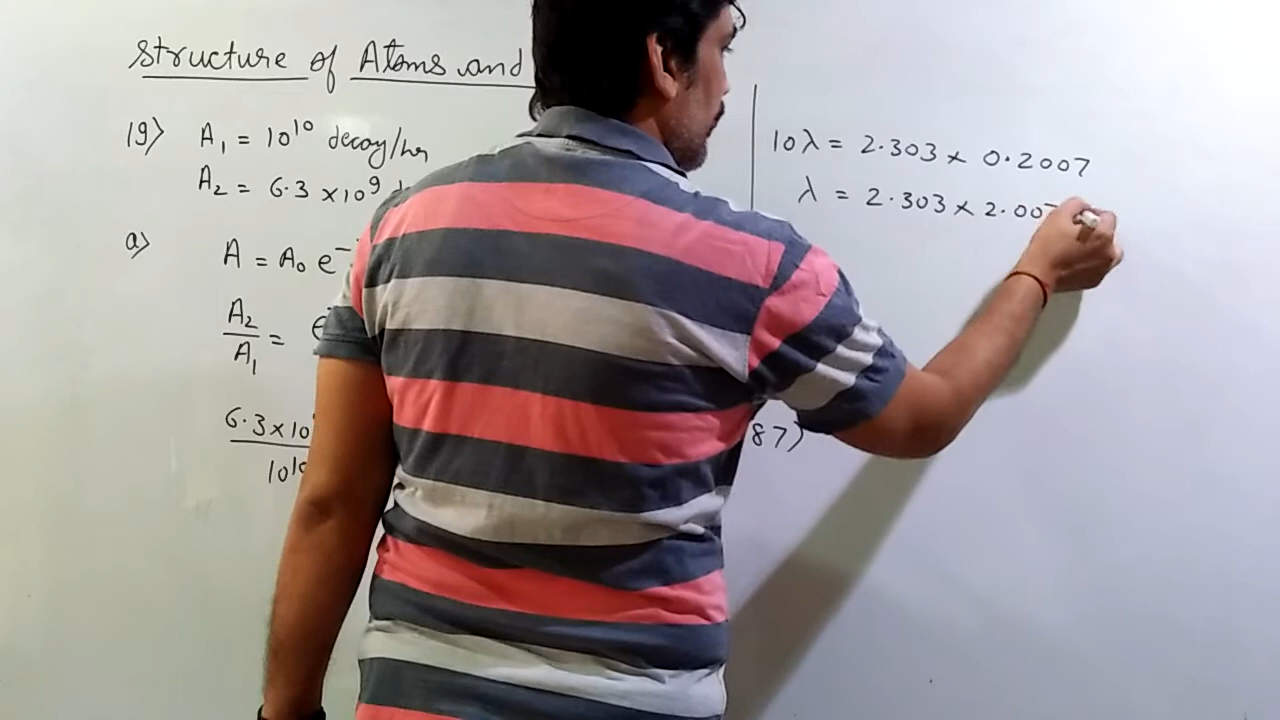 Structure of Atoms and
19) A₁ = 10¹⁰ decay/hr
A₂ = 6.3 × 10⁹
a) A = A₀ e⁻
A₂/A₁ = e
6.3 × 10 / 10¹⁰
87)
10λ = 2.303 × 0.2007
λ = 2.303 × 2.007